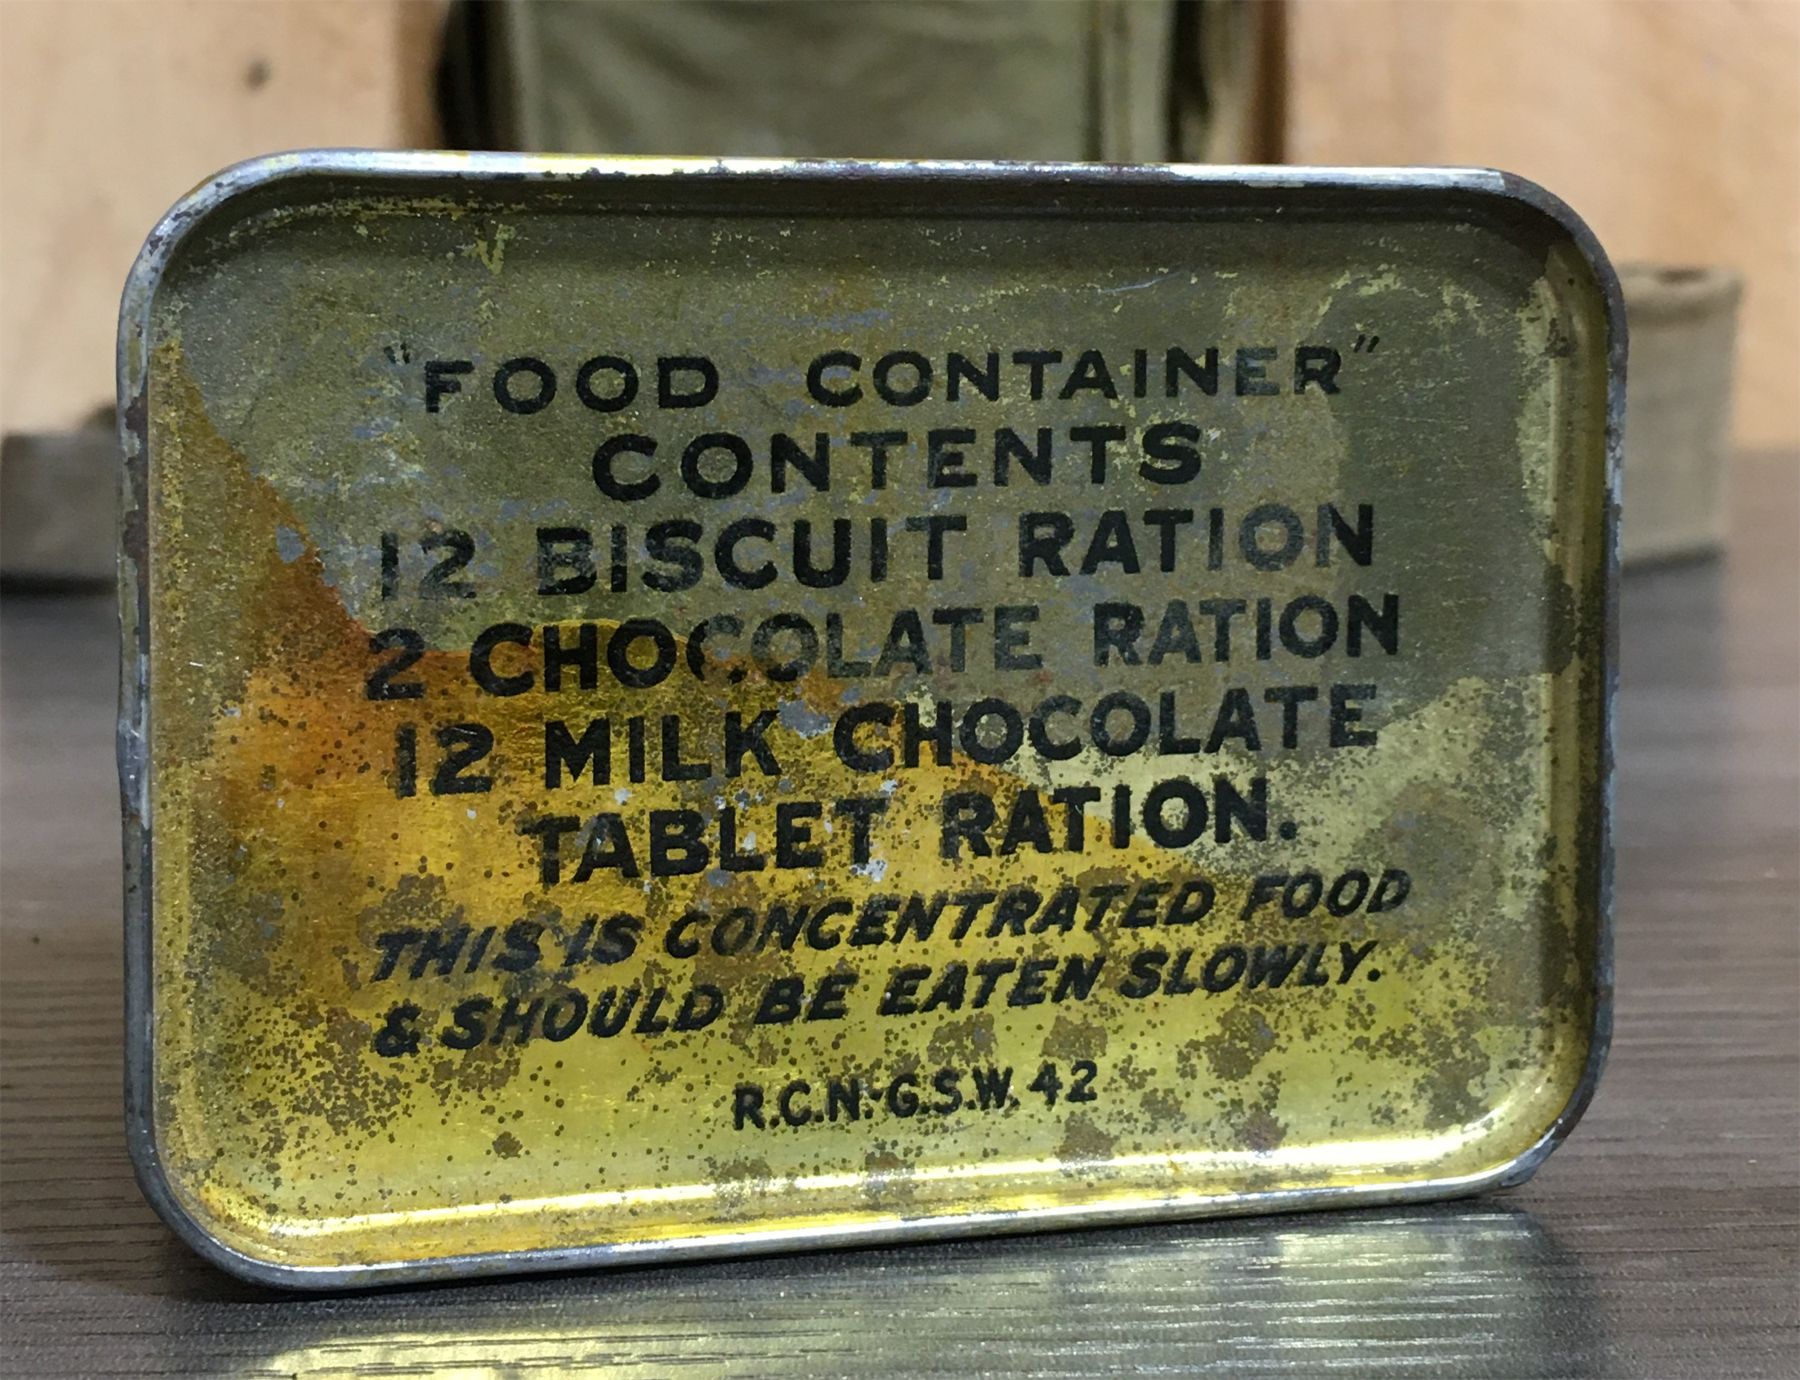 "FOOD CONTAINER"
CONTENTS
12 BISCUIT RATION
2 CHOCOLATE RATION
12 MILK CHOCOLATE
TABLET RATION.
THIS IS CONCENTRATED FOOD
& SHOULD BE EATEN SLOWLY.
R.C.N.-G.S.W. 42